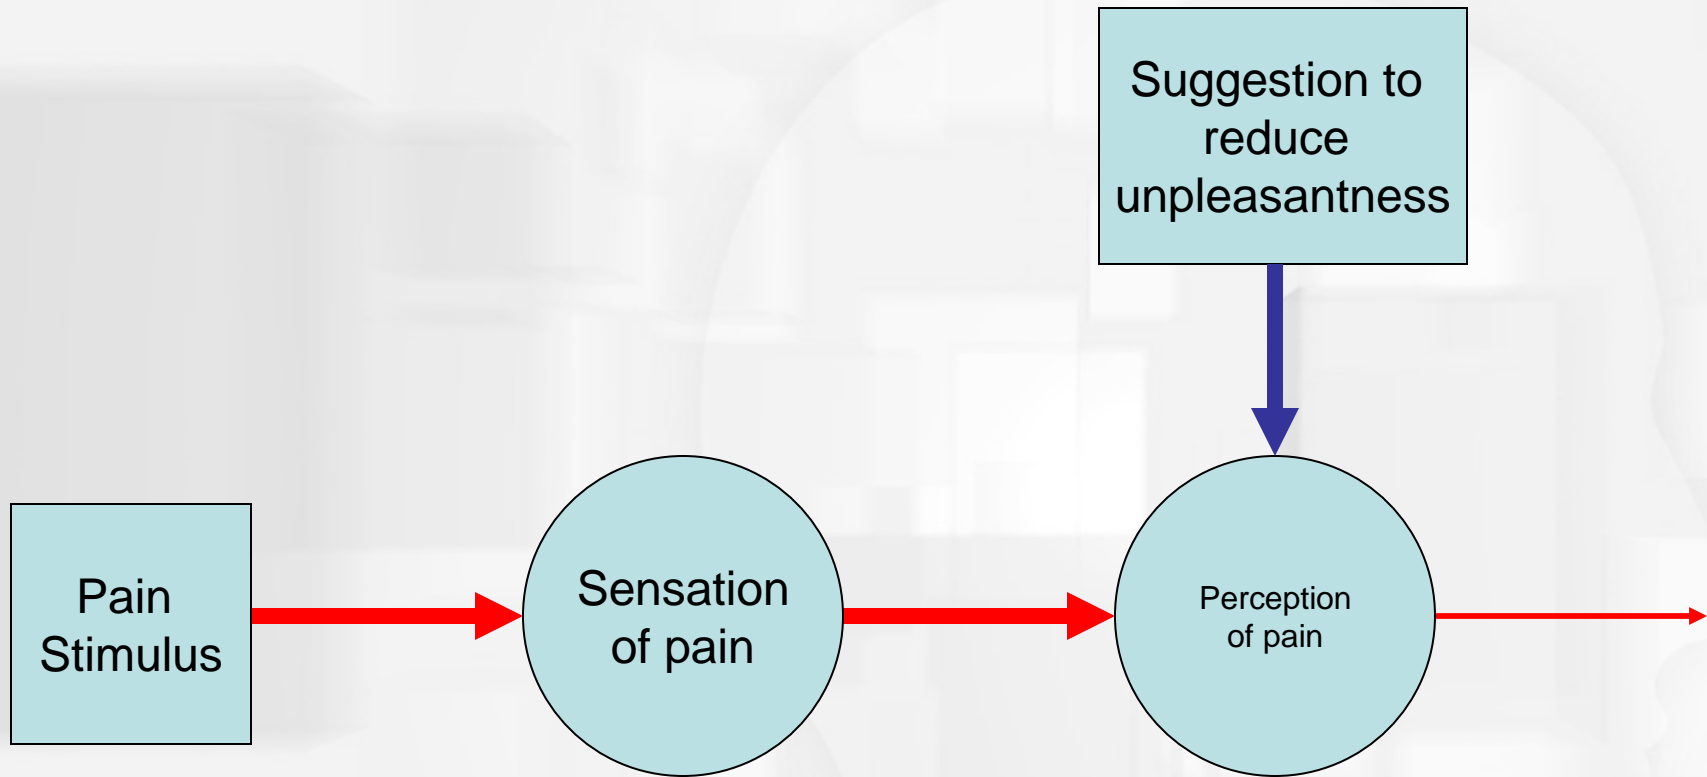 Suggestion to
reduce
unpleasantness
Pain
Stimulus
Sensation
of pain
Perception
of pain